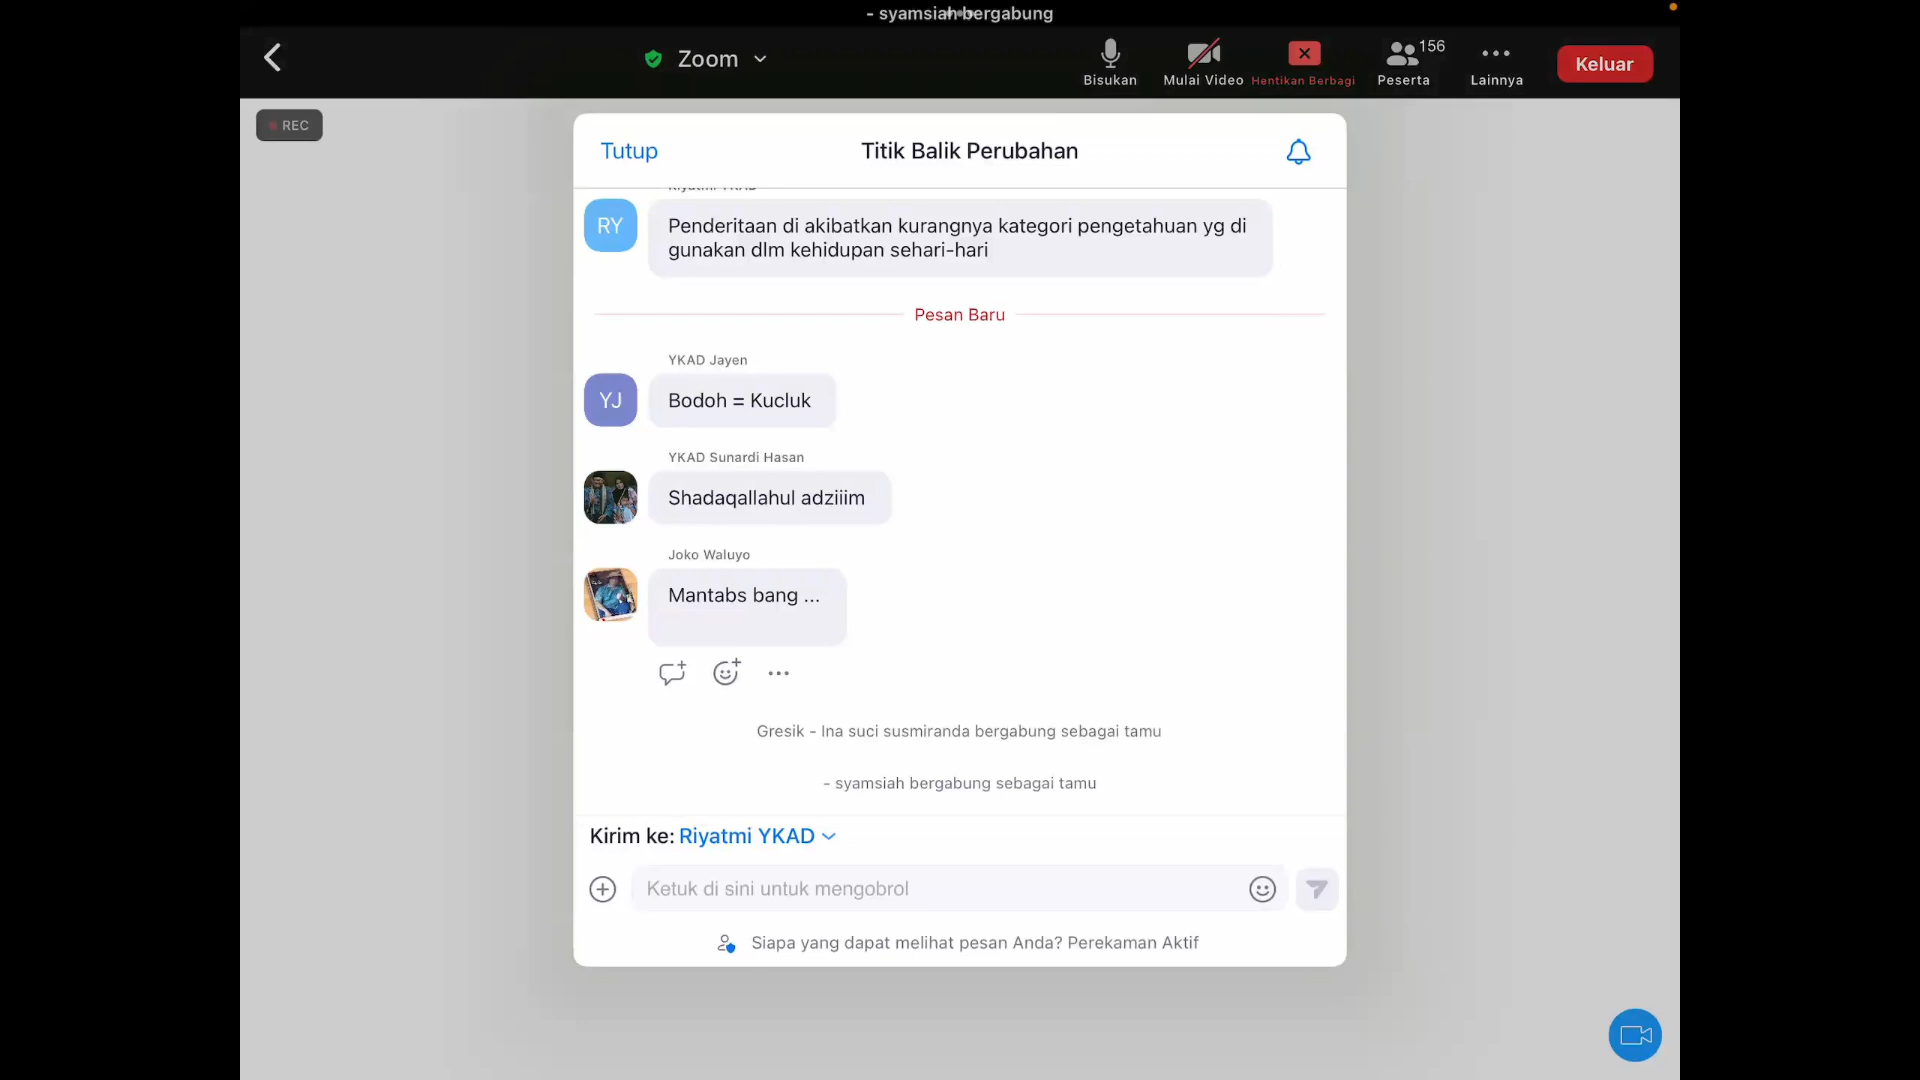 - syamsiah bergabung
Zoom
Bisukan
Mulai Video
Hentikan Berbagi
156
Peserta
Lainnya
Keluar
REC
Tutup
Titik Balik Perubahan
Riyatmi YKAD
RY
Penderitaan di akibatkan kurangnya kategori pengetahuan yg di
gunakan dlm kehidupan sehari-hari
Pesan Baru
YKAD Jayen
YJ
Bodoh = Kucluk
YKAD Sunardi Hasan
Shadaqallahul adziiim
Joko Waluyo
Mantabs bang ...
Gresik - Ina suci susmiranda bergabung sebagai tamu
- syamsiah bergabung sebagai tamu
Kirim ke: Riyatmi YKAD
Ketuk di sini untuk mengobrol
Siapa yang dapat melihat pesan Anda? Perekaman Aktif